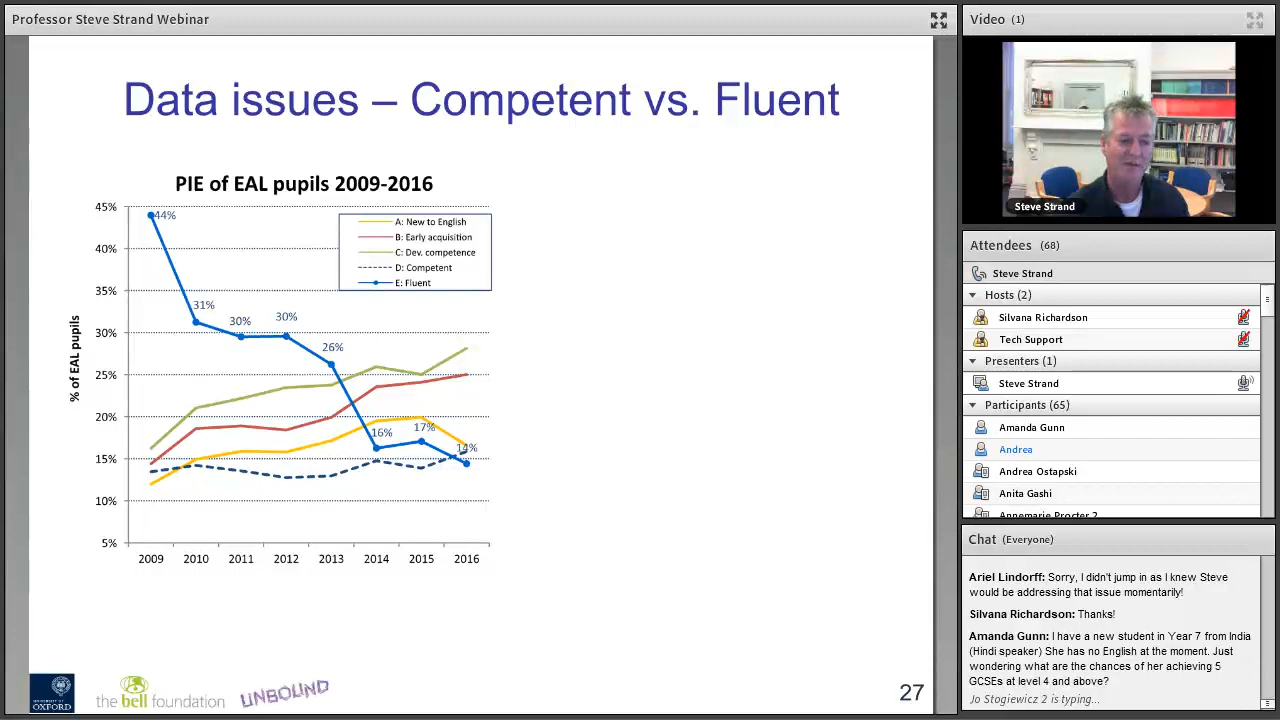 Professor Steve Strand Webinar
Data issues – Competent vs. Fluent
PIE of EAL pupils 2009-2016
% of EAL pupils
45%
40%
35%
30%
25%
20%
15%
10%
5%
44%
31%
30%
30%
26%
16%
17%
14%
A: New to English
B: Early acquisition
C: Dev. competence
D: Competent
E: Fluent
2009 2010 2011 2012 2013 2014 2015 2016
UNIVERSITY OF
OXFORD
the bell foundation
UNBOUND
27
Video (1)
Steve Strand
Attendees (68)
Steve Strand
Hosts (2)
Silvana Richardson
Tech Support
Presenters (1)
Steve Strand
Participants (65)
Amanda Gunn
Andrea
Andrea Ostapski
Anita Gashi
Annemarie Procter 2
Chat (Everyone)
Ariel Lindorff: Sorry, I didn't jump in as I knew Steve
would be addressing that issue momentarily!
Silvana Richardson: Thanks!
Amanda Gunn: I have a new student in Year 7 from India
(Hindi speaker) She has no English at the moment. Just
wondering what are the chances of her achieving 5
GCSEs at level 4 and above?
Jo Stogiewicz 2 is typing...